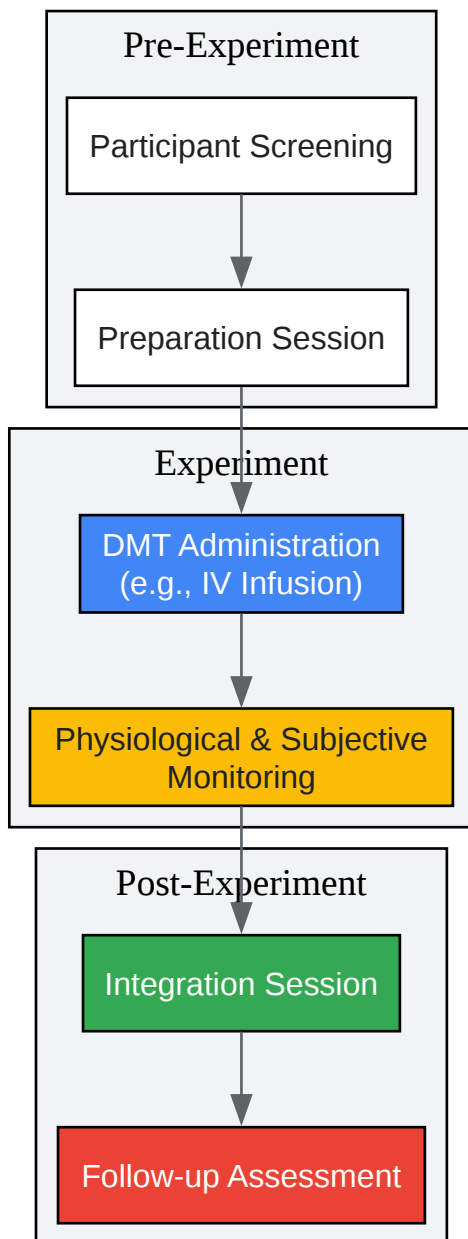 Pre-Experiment
Participant Screening
Preparation Session
Experiment
DMT Administration
(e.g., IV Infusion)
Physiological & Subjective
Monitoring
Post-Experiment
Integration Session
Follow-up Assessment